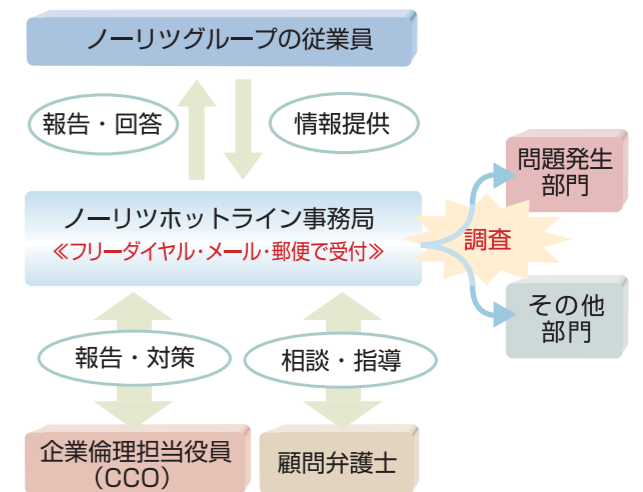 ノーリツグループの従業員
報告・回答
情報提供
問題発生
部門
ノーリツホットライン事務局
≪フリーダイヤル・メール・郵便で受付≫
調査
その他
部門
報告・対策
相談・指導
企業倫理担当役員
（CCO）
顧問弁護士